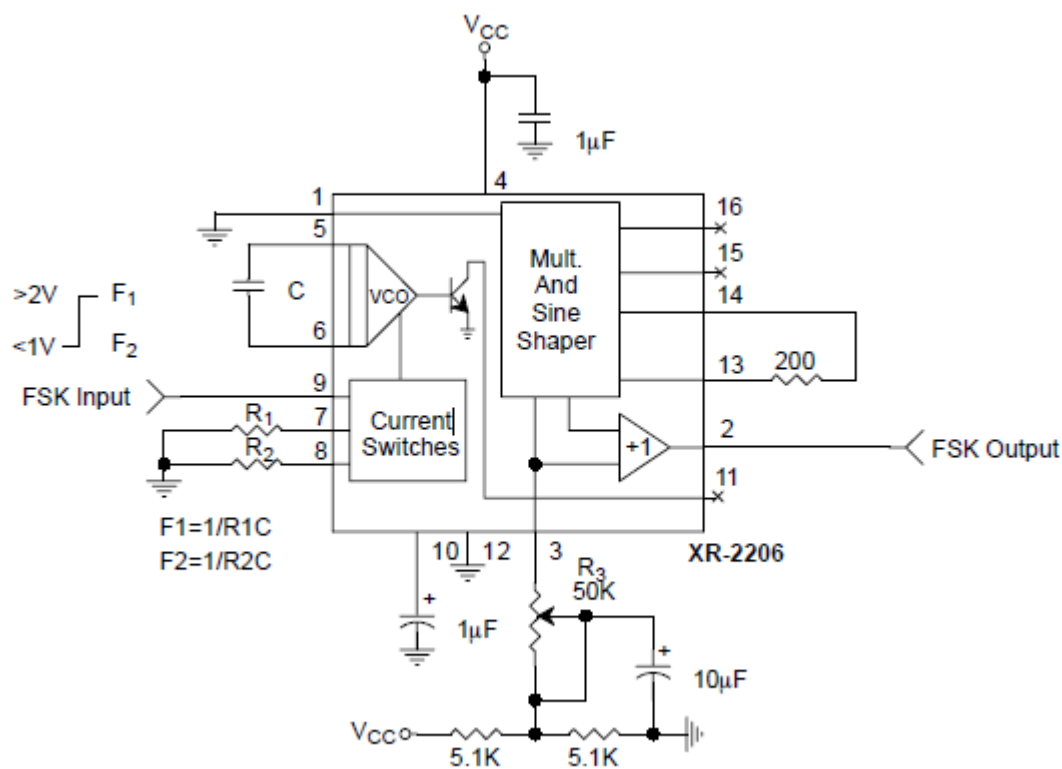 VCC
1μF
4
1
16
5
15
Mult.
And
Sine
Shaper
14
C
VCO
>2V
F1
<1V
F2
6
13
200
9
FSK Input
R1
7
Current
Switches
+1
2
FSK Output
R2
8
11
F1=1/R1C
F2=1/R2C
10
12
3
XR-2206
R3
50K
+
1μF
+
10μF
VCC
5.1K
5.1K